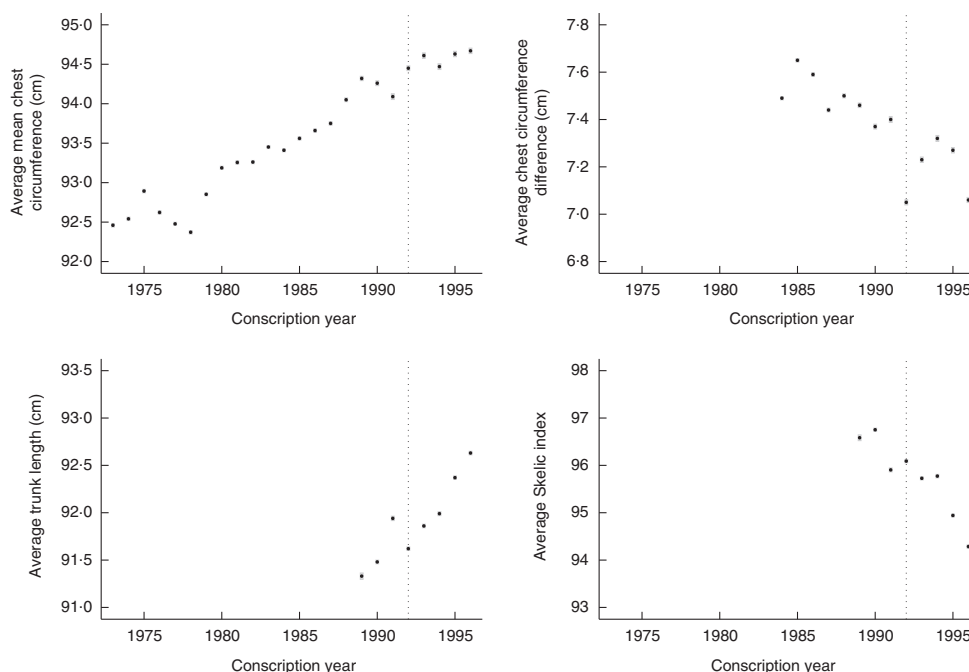 Average mean chest
circumference (cm)
95·0
94·5
94·0
93·5
93·0
92·5
92·0
1975 1980 1985 1990 1995
Conscription year
Average chest circumference
difference (cm)
7·8
7·6
7·4
7·2
7·0
6·8
1975 1980 1985 1990 1995
Conscription year
Average trunk length (cm)
93·5
93·0
92·5
92·0
91·5
91·0
1975 1980 1985 1990 1995
Conscription year
Average Skelic index
98
97
96
95
94
93
1975 1980 1985 1990 1995
Conscription year